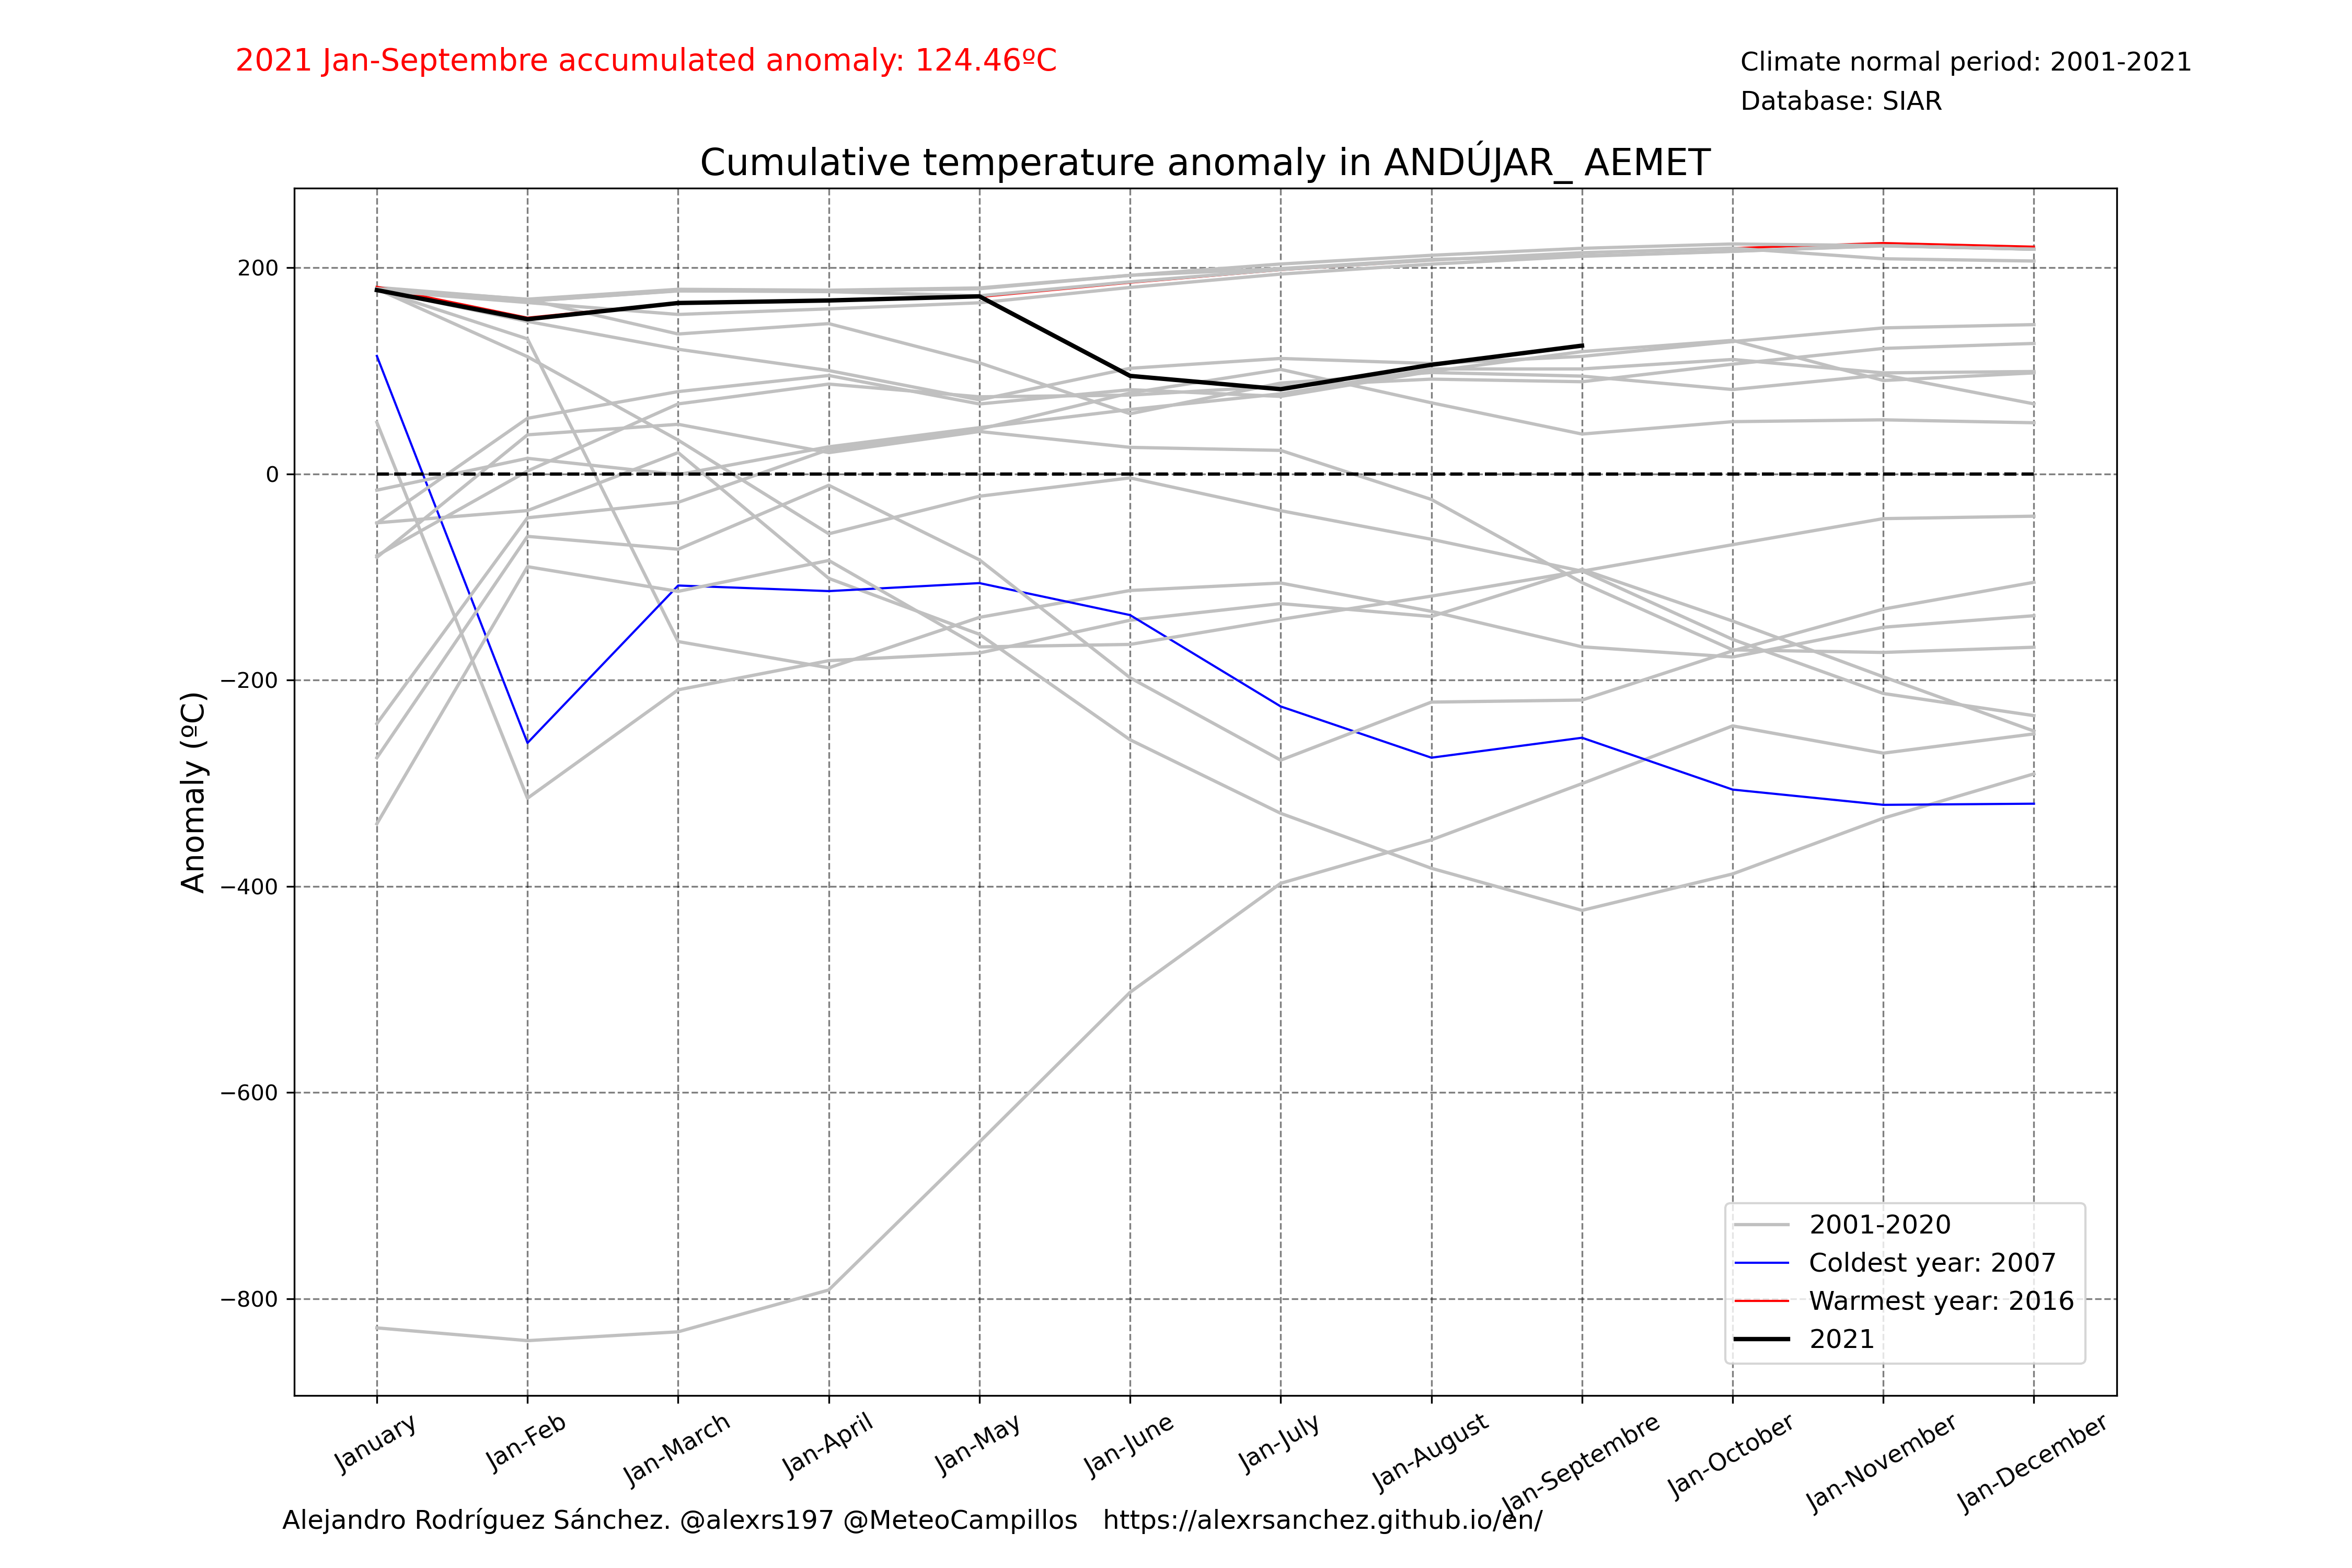 2021 Jan-Septembre accumulated anomaly: 124.46ºC
Climate normal period: 2001-2021
Database: SIAR
Cumulative temperature anomaly in ANDÚJAR_ AEMET
Anomaly (ºC)
200
0
−200
−400
−600
−800
2001-2020
Coldest year: 2007
Warmest year: 2016
2021
January
Jan-Feb
Jan-March
Jan-April
Jan-May
Jan-June
Jan-July
Jan-August
Jan-Septembre
Jan-October
Jan-November
Jan-December
Alejandro Rodríguez Sánchez. @alexrs197 @MeteoCampillos   https://alexrsanchez.github.io/en/